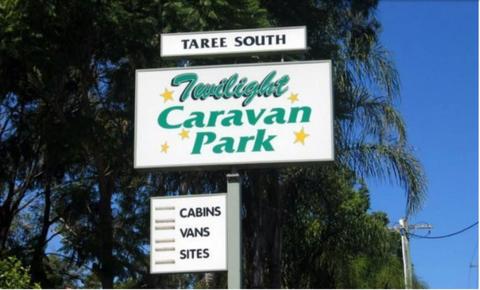 TAREE SOUTH
Twilight
Caravan
Park
CABINS
VANS
SITES